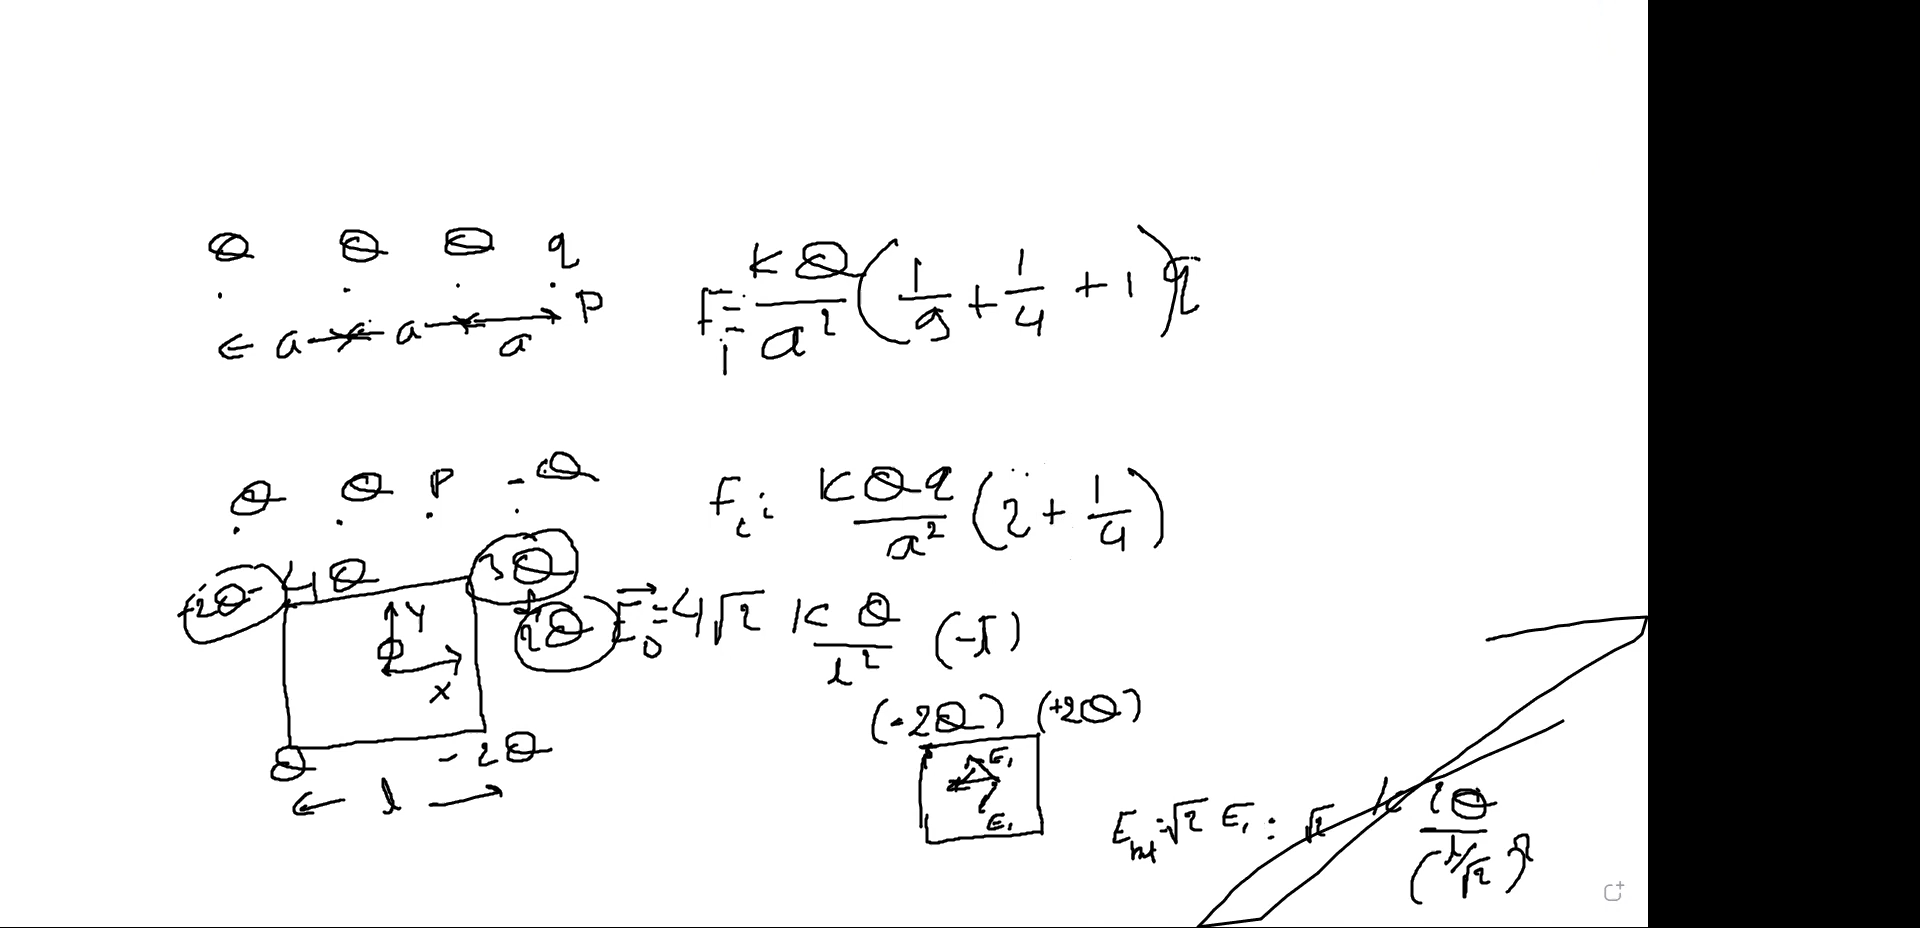 Q Q Q q
← a → a → a → P
F = KQ/a² (1/9 + 1/4 + 1) q
Q Q P -Q
F = KQq/a² (2 + 1/4)
-1Q 3Q
+2Q
2Q
Y
O
X
Q -2Q
← l →
E₀ = 4√2 KQ/l² (-î)
(-2Q) (+2Q)
E₁
E₁
E = √2 E₁ = √2 K 2Q/(l/√2)²